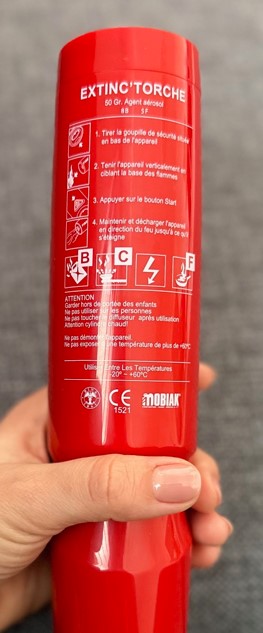 EXTINC'TORCHE
50 Gr. Agent aérosol
8B 5F
1. Tirer la goupille de sécurité située
en bas de l'appareil
2. Tenir l'appareil verticalement en
ciblant la base des flammes
3. Appuyer sur le bouton Start
4. Maintenir et décharger l'appareil
en direction du feu jusqu'à ce qu'il
s'éteigne
B C F
ATTENTION
Garder hors de portée des enfants
Ne pas utiliser sur les personnes
Ne pas toucher le diffuseur après utilisation
Attention cylindre chaud!
Ne pas démonter l'appareil
Ne pas exposer à une température de plus de +60°C
Utiliser Entre Les Températures
-20° ~ +60°C
CE
1521
MOBIAK